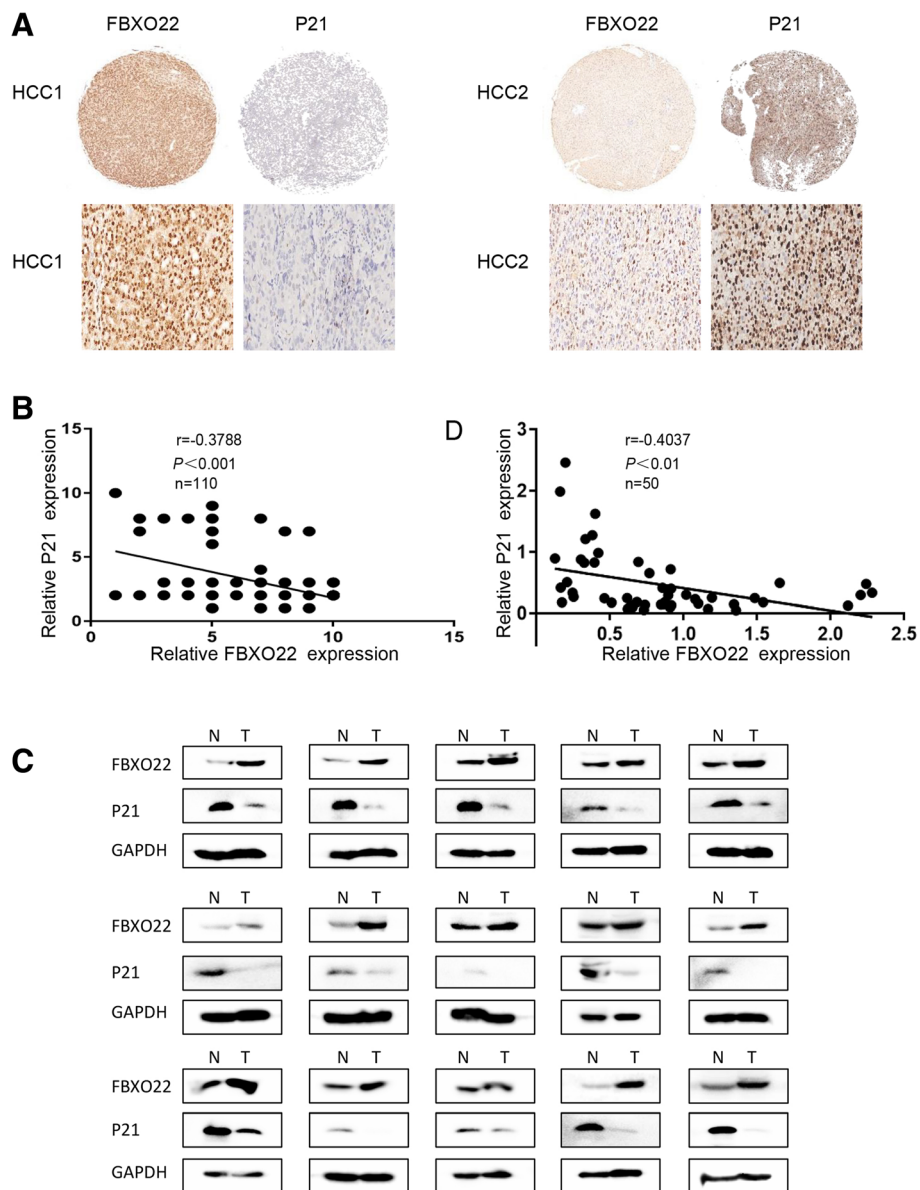 A
FBXO22 P21
HCC1
HCC1
FBXO22 P21
HCC2
HCC2
B
15
10
5
0
0 5 10 15
r=-0.3788
P<0.001
n=110
Relative P21 expression
Relative FBXO22 expression
D
3
2
1
0
0.5 1.0 1.5 2.0 2.5
r=-0.4037
P<0.01
n=50
Relative P21 expression
Relative FBXO22 expression
C
N T N T N T N T N T
FBXO22
P21
GAPDH
N T N T N T N T N T
FBXO22
P21
GAPDH
N T N T N T N T N T
FBXO22
P21
GAPDH